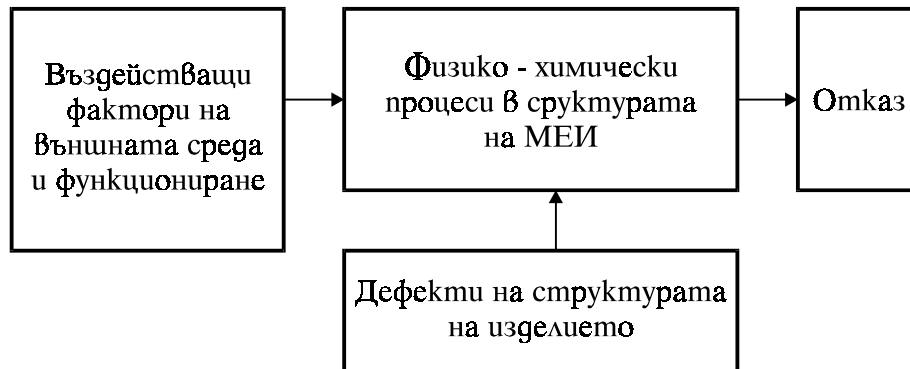 Въздействащи
фактори на
външната среда
и функциониране
Физико - химически
процеси в сруктурата
на МЕИ
Отказ
Дефекти на структурата
на изделието